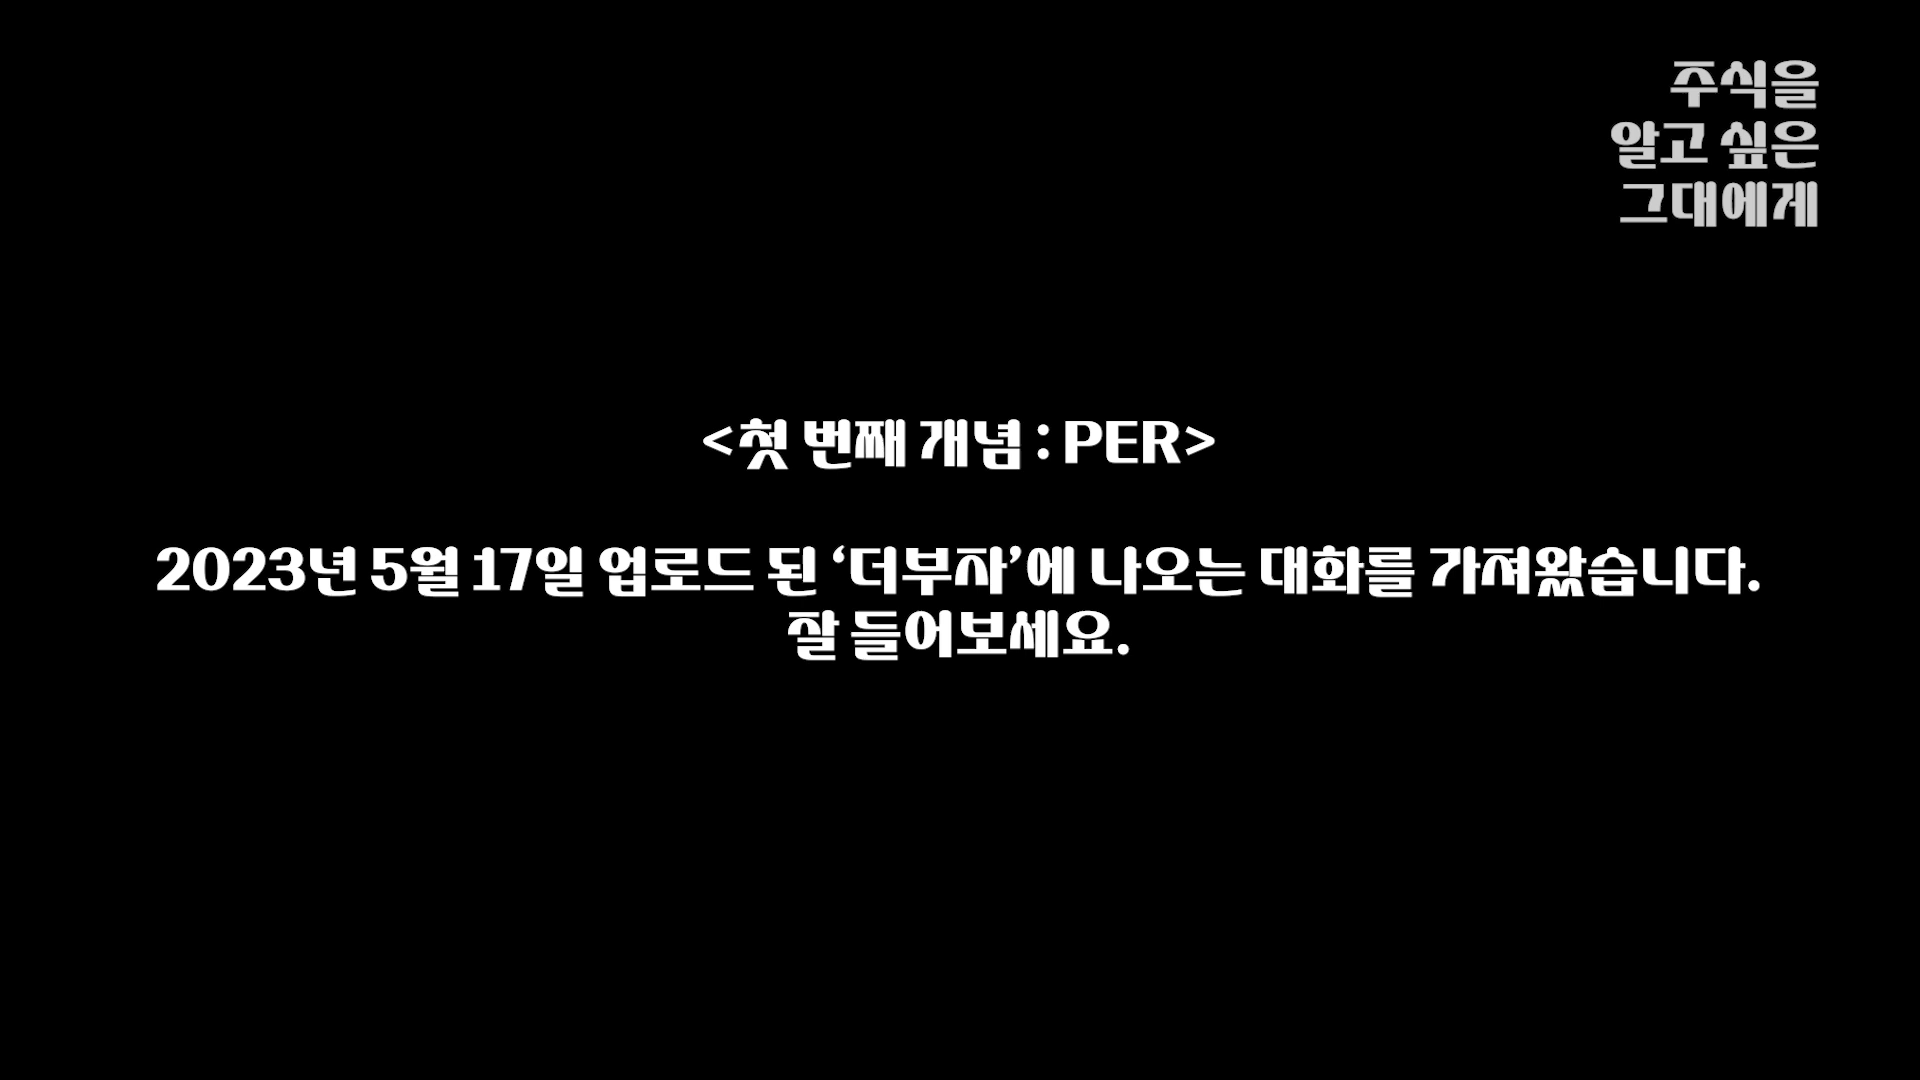 주식을
알고 싶은
그대에게
<첫 번째 개념 : PER>
2023년 5월 17일 업로드 된 ‘더부자’에 나오는 대화를 가져왔습니다.
잘 들어보세요.